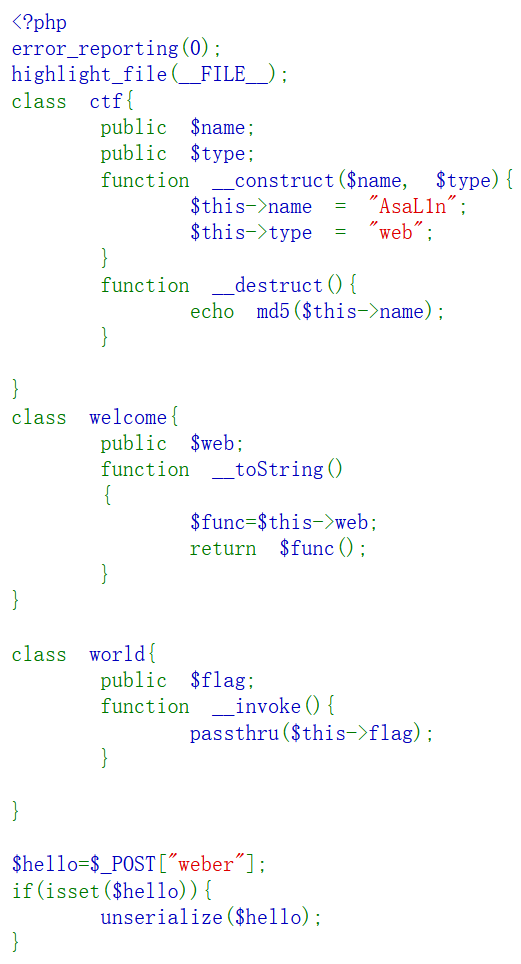 <?php
error_reporting(0);
highlight_file(__FILE__);
class ctf{
        public $name;
        public $type;
        function __construct($name, $type){
                $this->name = "AsaL1n";
                $this->type = "web";
        }
        function __destruct(){
                echo md5($this->name);
        }

}
class welcome{
        public $web;
        function __toString()
        {
                $func=$this->web;
                return $func();
        }
}

class world{
        public $flag;
        function __invoke(){
                passthru($this->flag);
        }

}

$hello=$_POST["weber"];
if(isset($hello)){
        unserialize($hello);
}